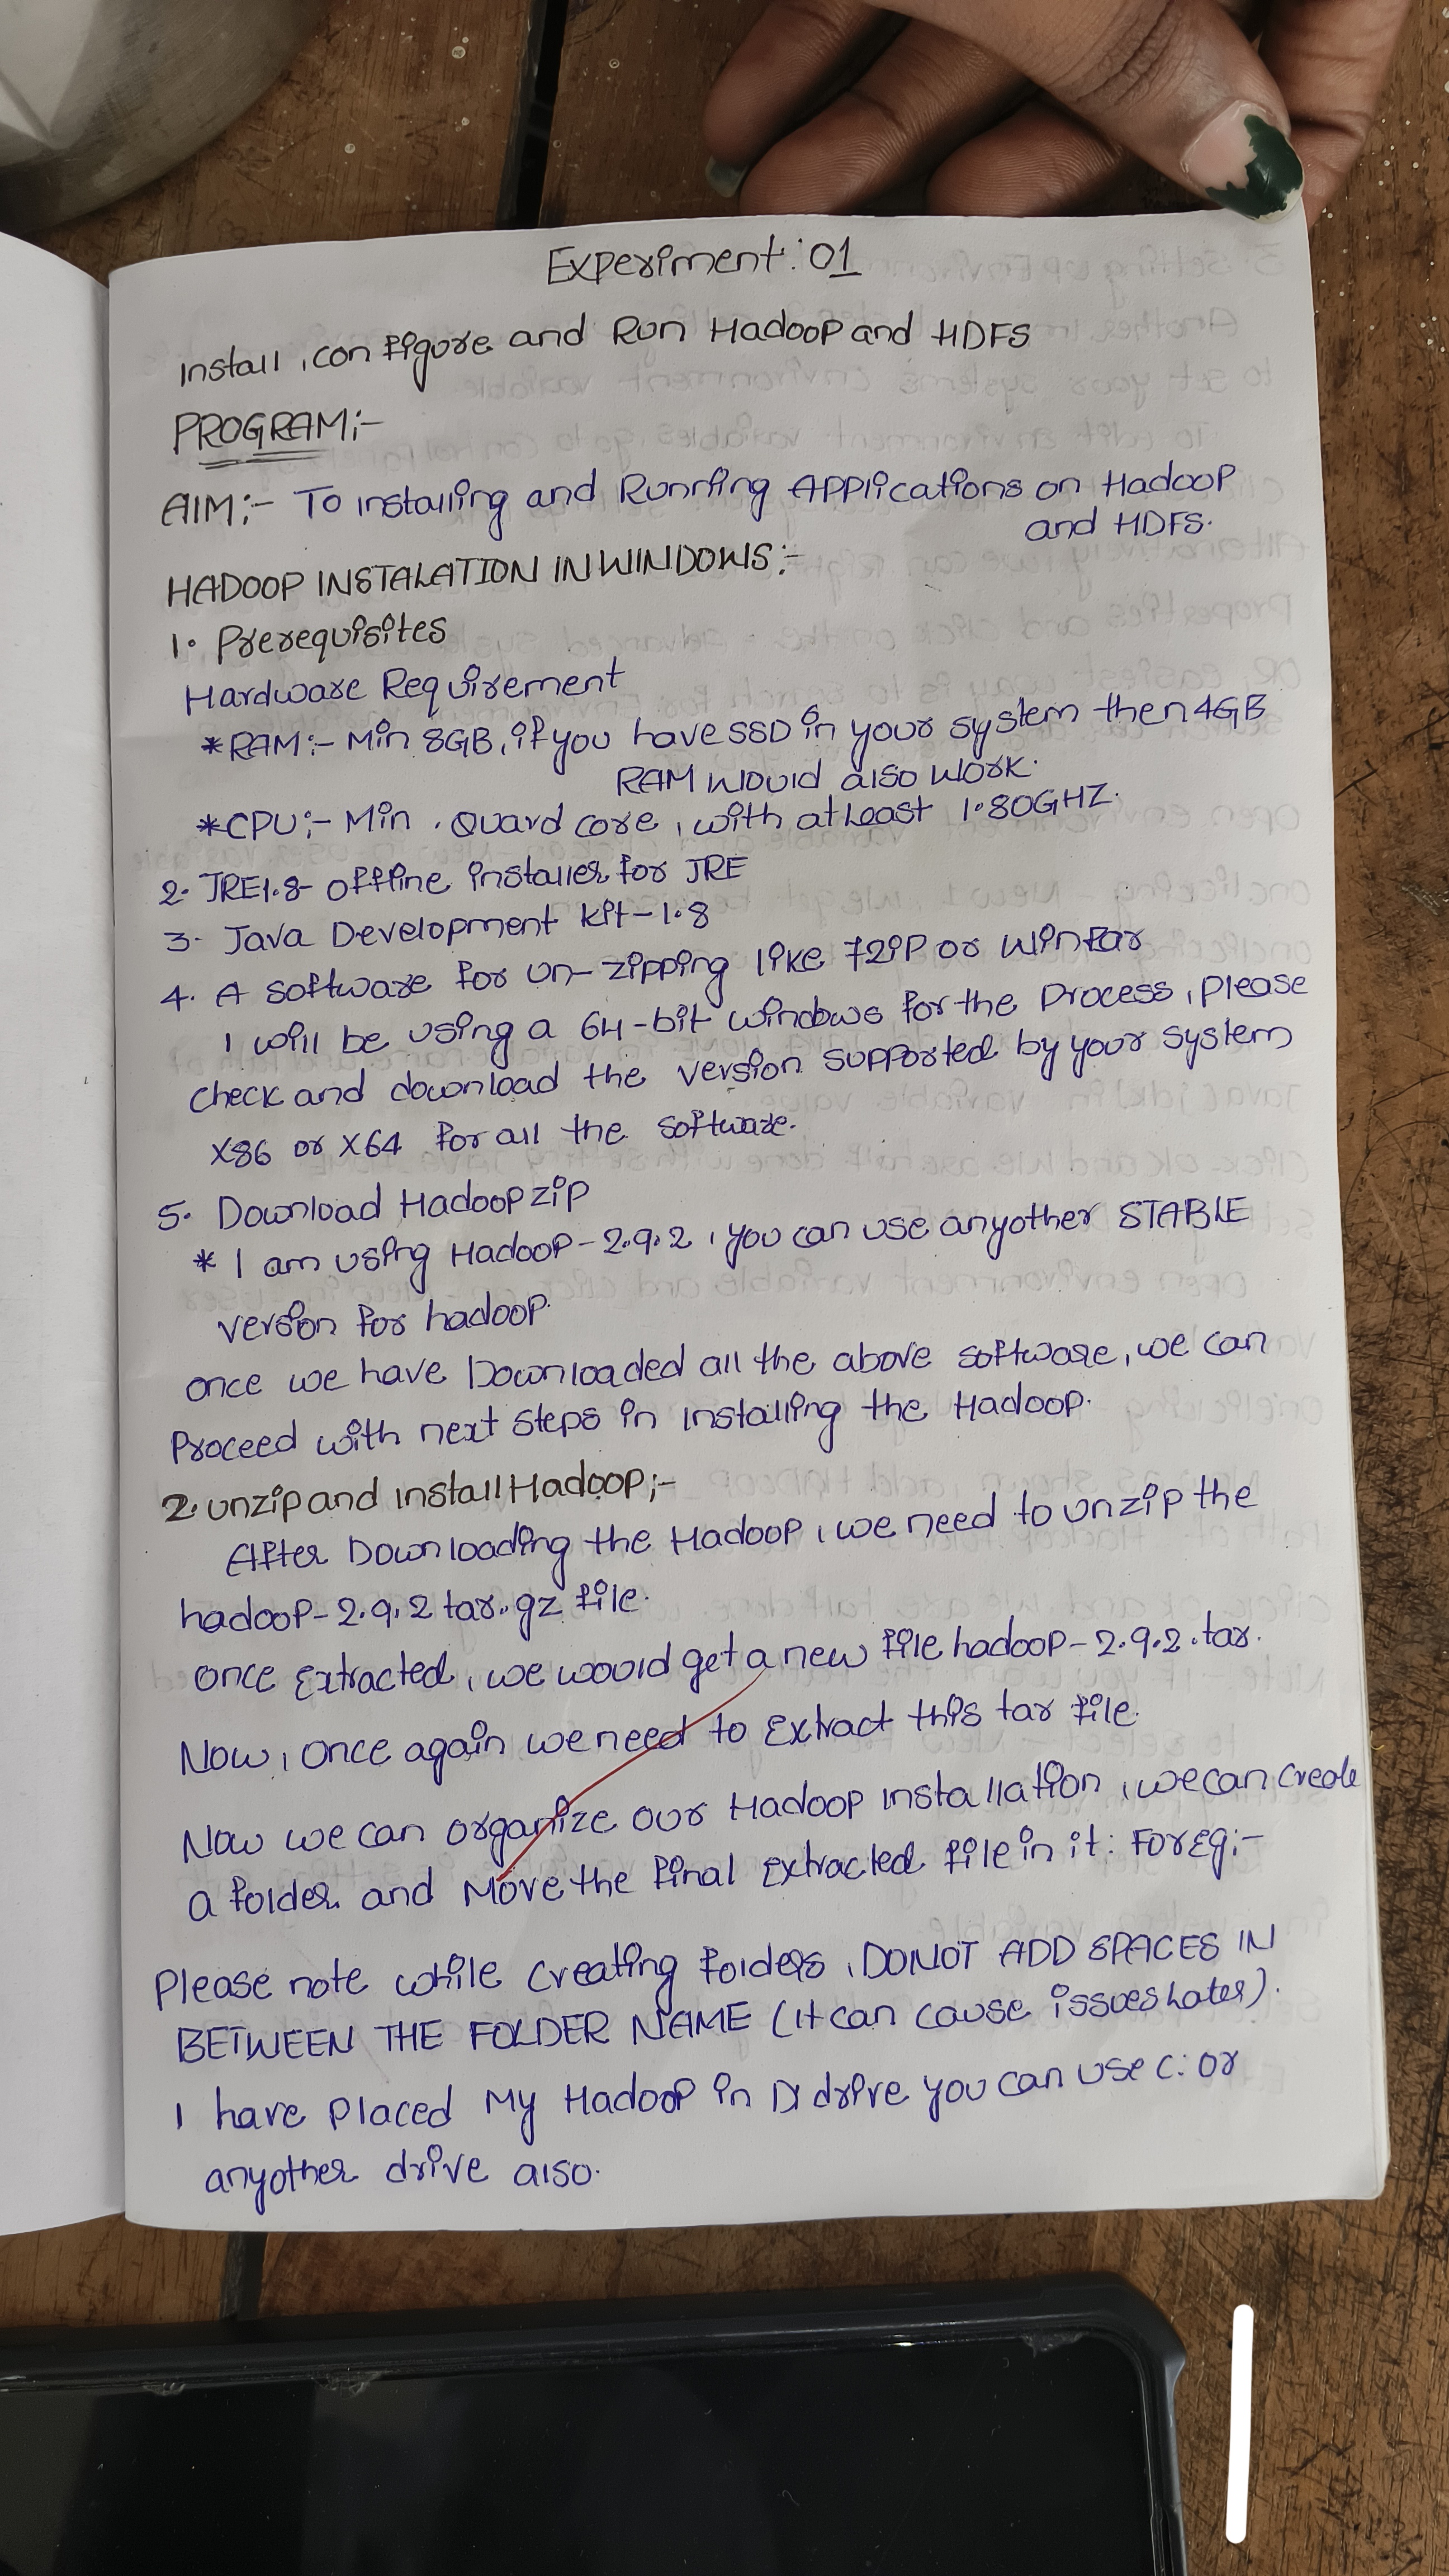 Experiment: 01
Install, configure and Run Hadoop and HDFS
PROGRAM:-
AIM:- To installing and Running Applications on Hadoop
and HDFS.
HADOOP INSTALATION IN WINDOWS:-
1. Prerequisites
Hardware Requirement
*RAM:- Min 8GB, if you have SSD in your system then 4GB
RAM would also work.
*CPU:- Min . Quard core, with atleast 1.80GHZ.
2. JRE1.8- offline installer for JRE
3. Java Development kit-1.8
4. A software for un-zipping like 7zip or winrar
I will be using a 64-bit windows for the process, please
check and download the version supported by your system
X86 or X64 for all the software.
5. Download Hadoop zip
* I am using Hadoop-2.9.2, you can use anyother STABLE
version for hadoop.
once we have Downloaded all the above software, we can
Proceed with next steps in installing the Hadoop.
2. unzip and install Hadoop;-
After Downloading the Hadoop, we need to unzip the
hadoop-2.9.2 tar.gz file.
once Extracted, we would get a new file hadoop-2.9.2.tar.
Now, once again we need to Extract this tar file.
Now we can organize our Hadoop installation, we can create
a folder and Move the final Extracted file in it. For Eg:-
Please note while creating folders, DONOT ADD SPACES IN
BETWEEN THE FOLDER NAME (it can cause issues later).
I have placed My Hadoop in D: drive you can use C: or
anyother drive also.